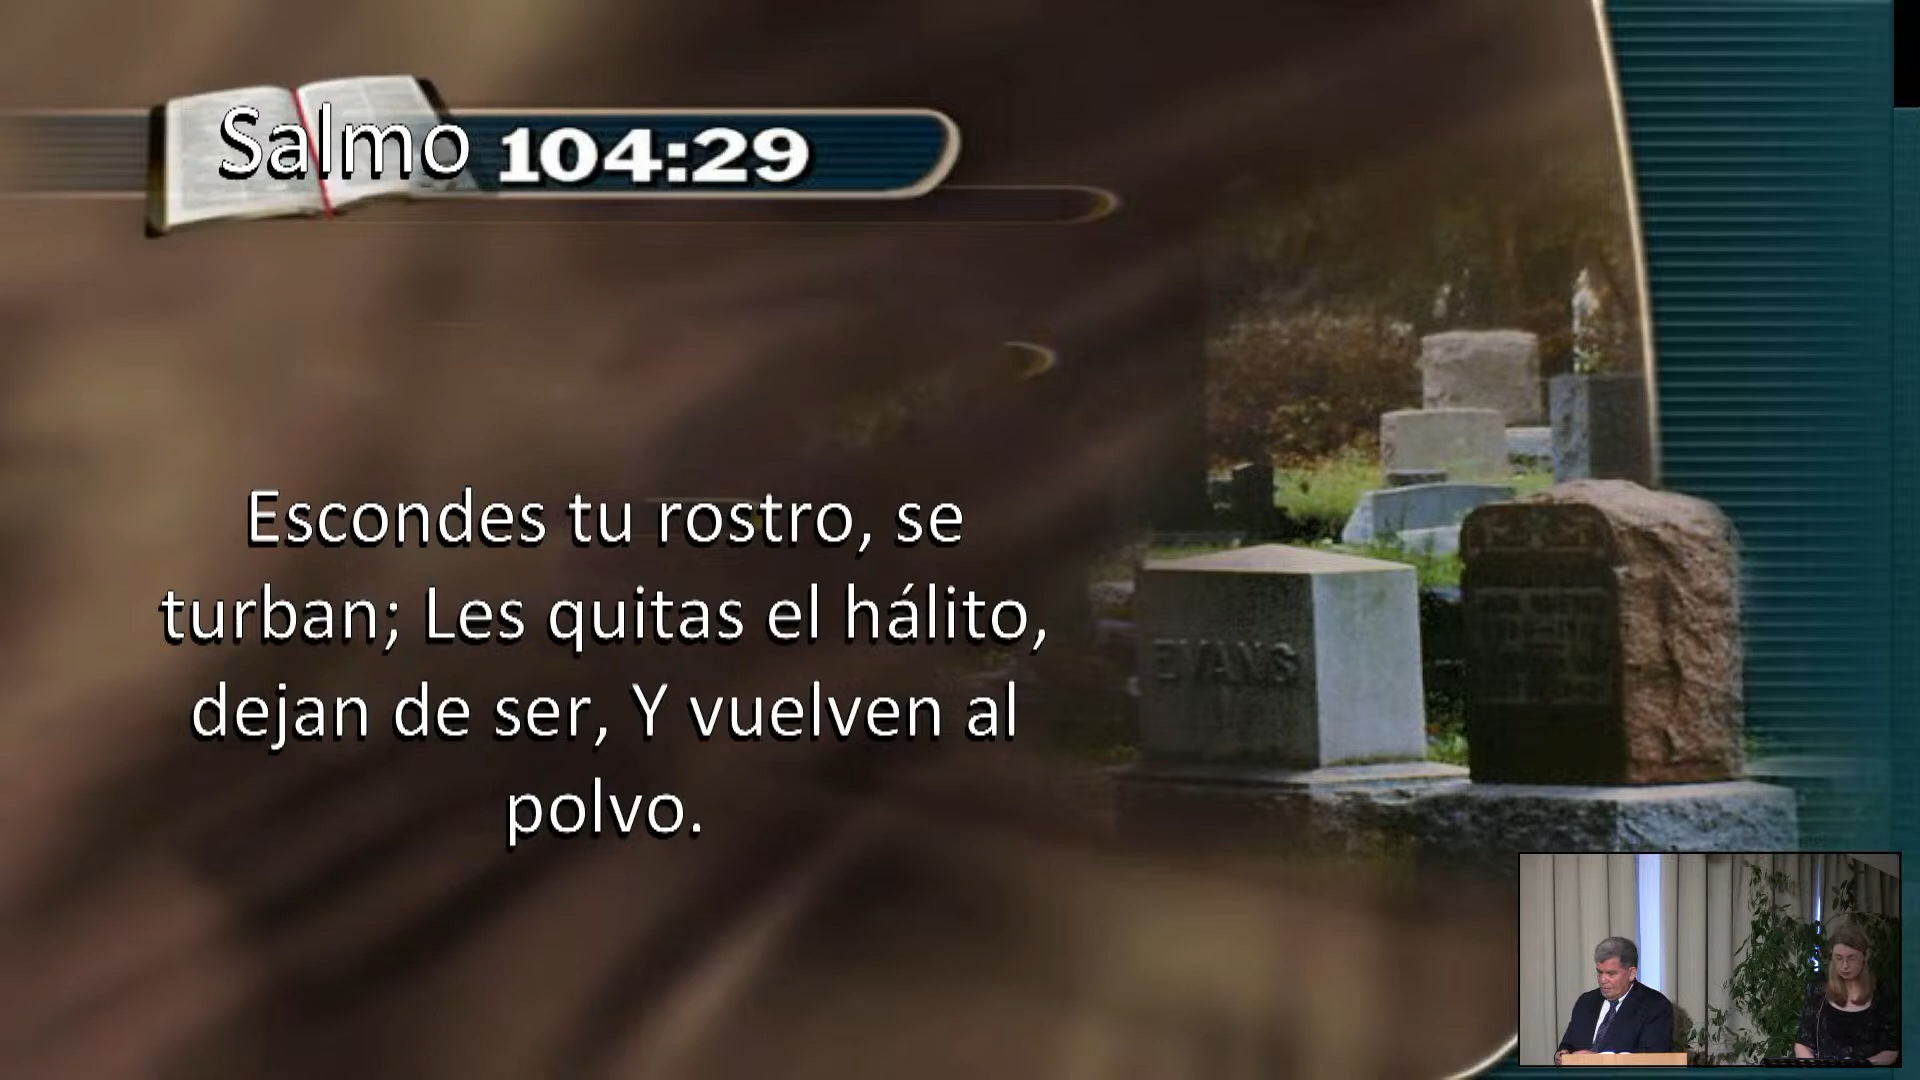 Salmo 104:29
Escondes tu rostro, se
turban; Les quitas el hálito,
dejan de ser, Y vuelven al
polvo.
EVANS